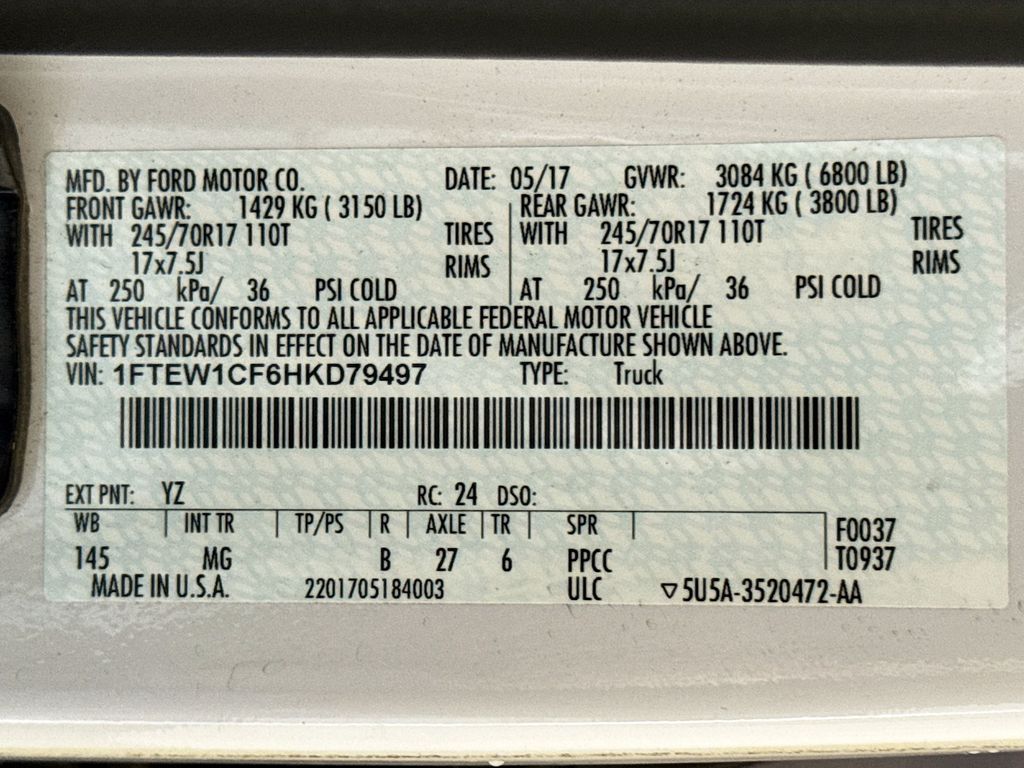 MFD. BY FORD MOTOR CO. DATE: 05/17 GVWR: 3084 KG ( 6800 LB)
FRONT GAWR: 1429 KG ( 3150 LB) REAR GAWR: 1724 KG ( 3800 LB)
WITH 245/70R17 110T TIRES WITH 245/70R17 110T TIRES
17x7.5J RIMS 17x7.5J RIMS
AT 250 kPa/ 36 PSI COLD AT 250 kPa/ 36 PSI COLD
THIS VEHICLE CONFORMS TO ALL APPLICABLE FEDERAL MOTOR VEHICLE
SAFETY STANDARDS IN EFFECT ON THE DATE OF MANUFACTURE SHOWN ABOVE.
VIN: 1FTEW1CF6HKD79497 TYPE: Truck
EXT PNT: YZ RC: 24 DSO:
WB INT TR TP/PS R AXLE TR SPR F0037
145 MG B 27 6 PPCC T0937
MADE IN U.S.A. 2201705184003 ULC ▽5U5A-3520472-AA